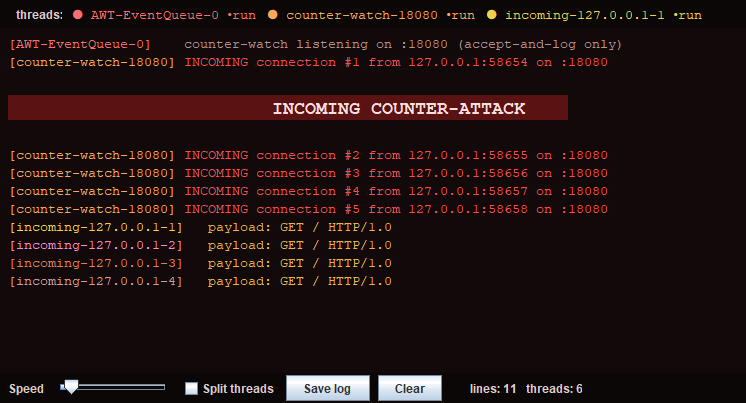 threads: ● AWT-EventQueue-0 •run ● counter-watch-18080 •run ● incoming-127.0.0.1-1 •run
[AWT-EventQueue-0] counter-watch listening on :18080 (accept-and-log only)
[counter-watch-18080] INCOMING connection #1 from 127.0.0.1:58654 on :18080
INCOMING COUNTER-ATTACK
[counter-watch-18080] INCOMING connection #2 from 127.0.0.1:58655 on :18080
[counter-watch-18080] INCOMING connection #3 from 127.0.0.1:58656 on :18080
[counter-watch-18080] INCOMING connection #4 from 127.0.0.1:58657 on :18080
[counter-watch-18080] INCOMING connection #5 from 127.0.0.1:58658 on :18080
[incoming-127.0.0.1-1] payload: GET / HTTP/1.0
[incoming-127.0.0.1-2] payload: GET / HTTP/1.0
[incoming-127.0.0.1-3] payload: GET / HTTP/1.0
[incoming-127.0.0.1-4] payload: GET / HTTP/1.0
Speed Split threads Save log Clear lines: 11 threads: 6